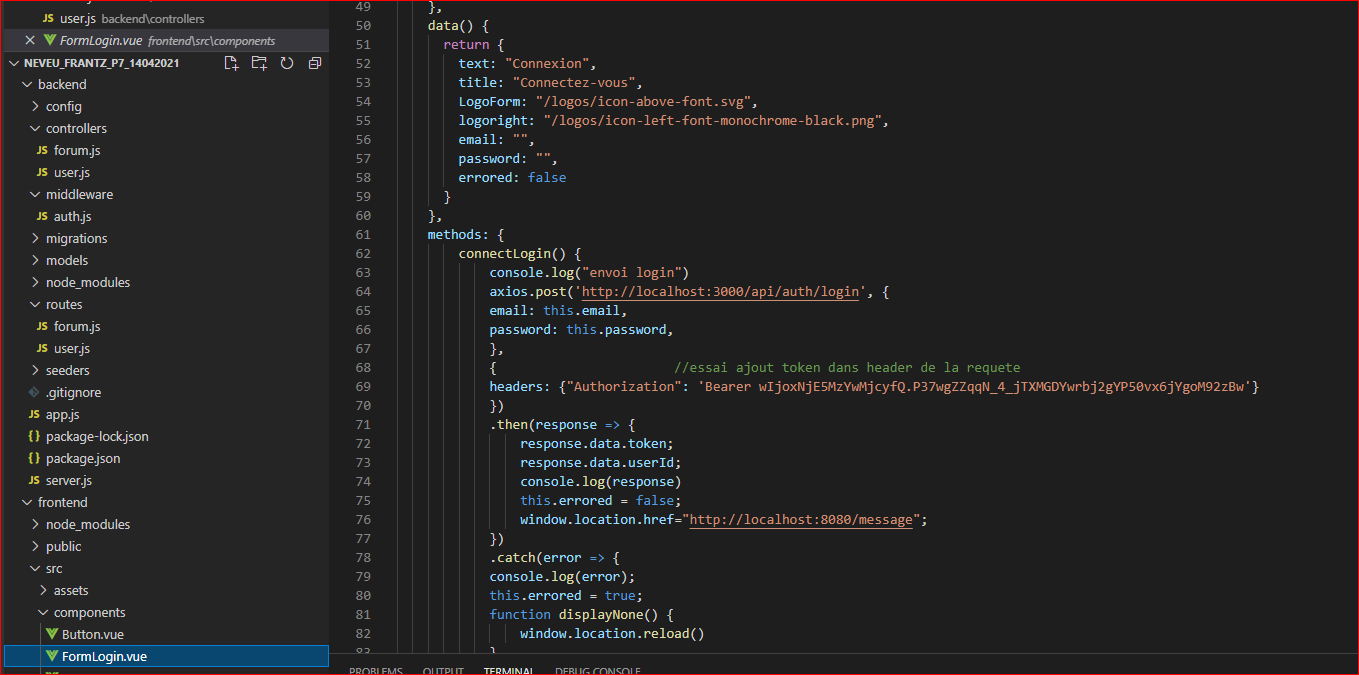 JS user.js backend\controllers
× FormLogin.vue frontend\src\components
NEVEU_FRANTZ_P7_14042021
backend
config
controllers
JS forum.js
JS user.js
middleware
JS auth.js
migrations
models
node_modules
routes
JS forum.js
JS user.js
seeders
.gitignore
JS app.js
{} package-lock.json
{} package.json
JS server.js
frontend
node_modules
public
src
assets
components
Button.vue
FormLogin.vue
49 },
50 data() {
51 return {
52 text: "Connexion",
53 title: "Connectez-vous",
54 LogoForm: "/logos/icon-above-font.svg",
55 logoright: "/logos/icon-left-font-monochrome-black.png",
56 email: "",
57 password: "",
58 errored: false
59 }
60 },
61 methods: {
62 connectLogin() {
63 console.log("envoi login")
64 axios.post('http://localhost:3000/api/auth/login', {
65 email: this.email,
66 password: this.password,
67 },
68 { //essai ajout token dans header de la requete
69 headers: {"Authorization": 'Bearer wIjoxNjE5MzYwMjcyfQ.P37wgZZqqN_4_jTXMGDYwrbj2gYP50vx6jYgoM92zBw'}
70 })
71 .then(response => {
72 response.data.token;
73 response.data.userId;
74 console.log(response)
75 this.errored = false;
76 window.location.href="http://localhost:8080/message";
77 })
78 .catch(error => {
79 console.log(error);
80 this.errored = true;
81 function displayNone() {
82 window.location.reload()
83 }
PROBLEMS OUTPUT TERMINAL DEBUG CONSOLE